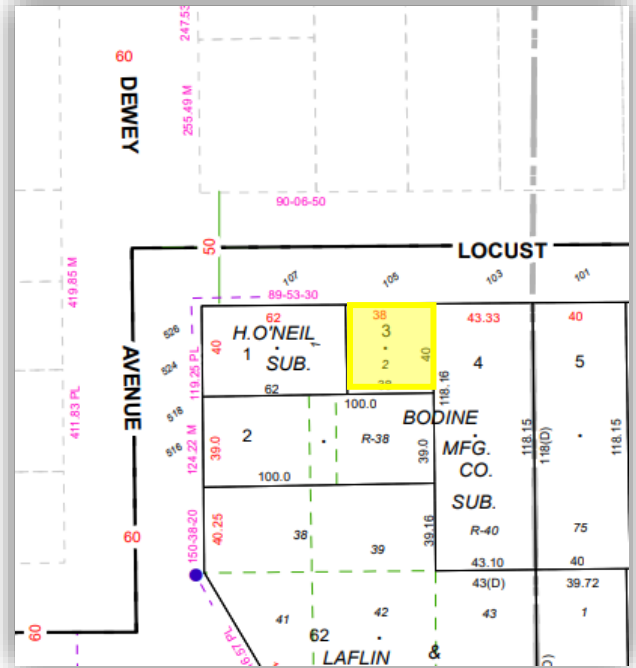 247.53
60
DEWEY
255.49 M
90-06-50
50
LOCUST
419.85 M
107
105
103
101
89-53-30
62
38
43.33
40
526
H.O'NEIL
3
40
1
1
4
5
SUB.
2
40
524
119.25 PL
118.16
AVENUE
62
100.0
411.83 PL
518
BODINE
2
R-38
39.0
39.0
516
124.22 M
MFG.
118.15
118(D)
118.15
CO.
100.0
SUB.
40.25
38
39
39.16
R-40
75
60
150-38-20
43.10
40
43(D)
39.72
41
42
43
1
60
62
LAFLIN
&